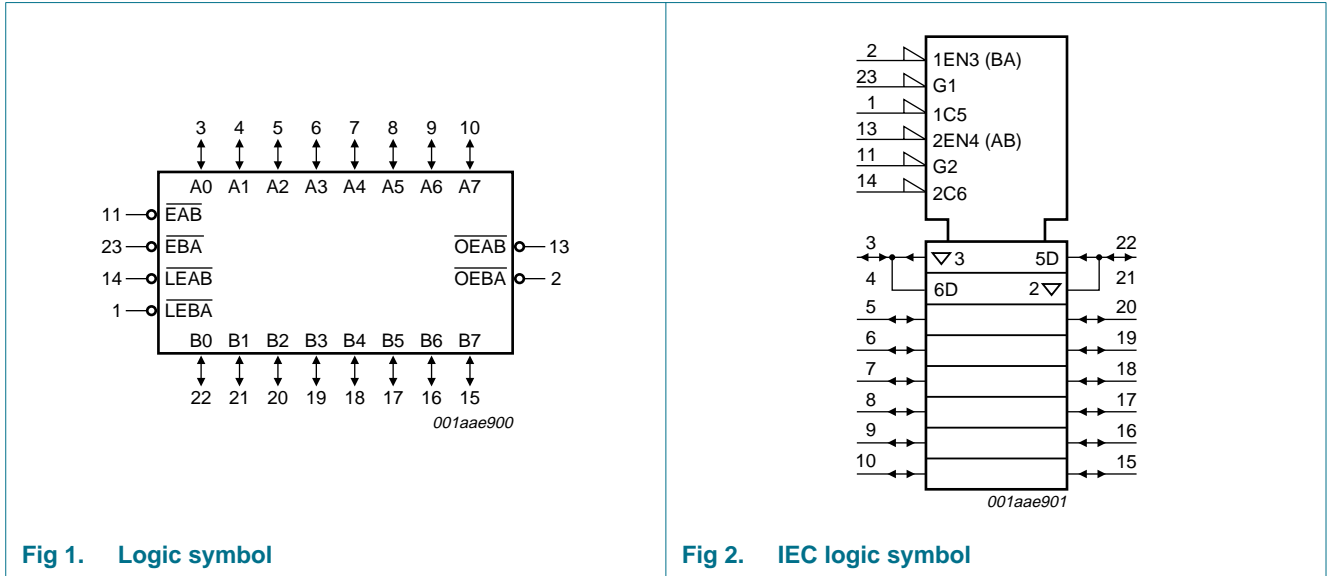 3 4 5 6 7 8 9 10
A0 A1 A2 A3 A4 A5 A6 A7
11 EAB
23 EBA OEAB 13
14 LEAB OEBA 2
1 LEBA
B0 B1 B2 B3 B4 B5 B6 B7
22 21 20 19 18 17 16 15
001aae900
Fig 1. Logic symbol
2 1EN3 (BA)
23 G1
1 1C5
13 2EN4 (AB)
11 G2
14 2C6
3 ▽3 5D 22
4 6D 2▽ 21
5 20
6 19
7 18
8 17
9 16
10 15
001aae901
Fig 2. IEC logic symbol